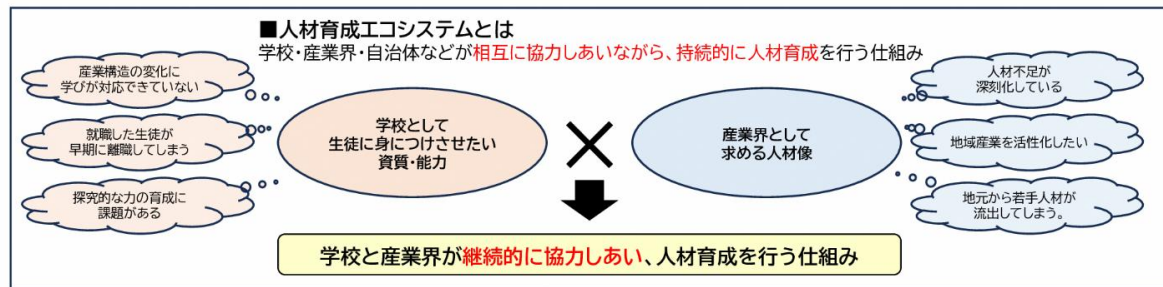 ■人材育成エコシステムとは
学校・産業界・自治体などが相互に協力しあいながら、持続的に人材育成を行う仕組み
産業構造の変化に
学びが対応できていない
就職した生徒が
早期に離職してしまう
探究的な力の育成に
課題がある
学校として
生徒に身につけさせたい
資質・能力
産業界として
求める人材像
人材不足が
深刻化している
地域産業を活性化したい
地元から若手人材が
流出してしまう。
学校と産業界が継続的に協力しあい、人材育成を行う仕組み